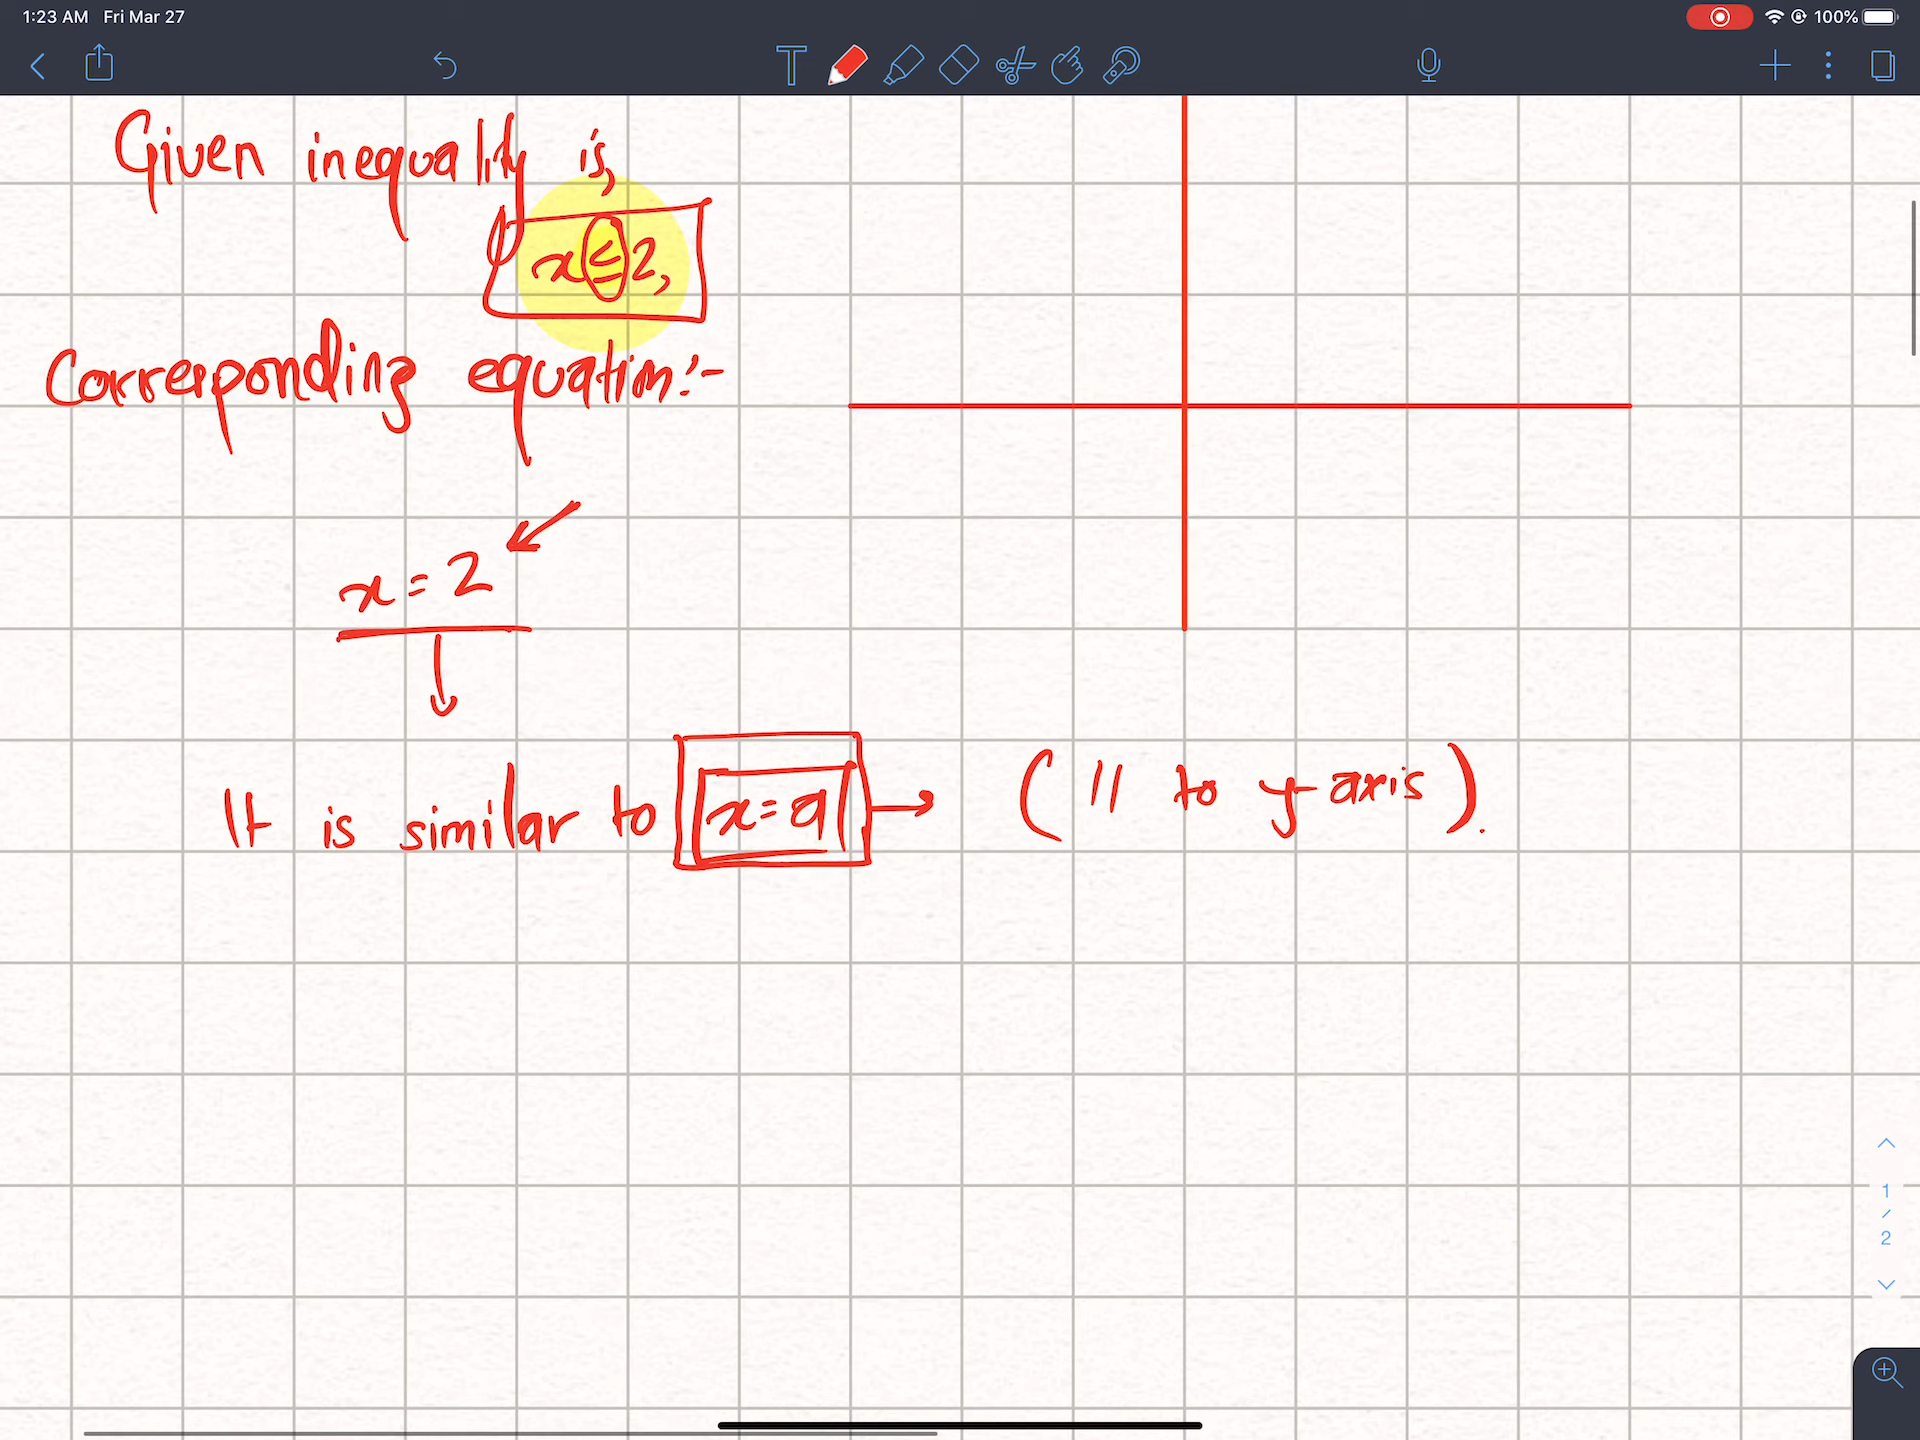 1:23 AM Fri Mar 27
100%
Given inequality is,
x ≤ 2,
Corresponding equation:-
x = 2
It is similar to x = a → ( || to y-axis).
1
/
2